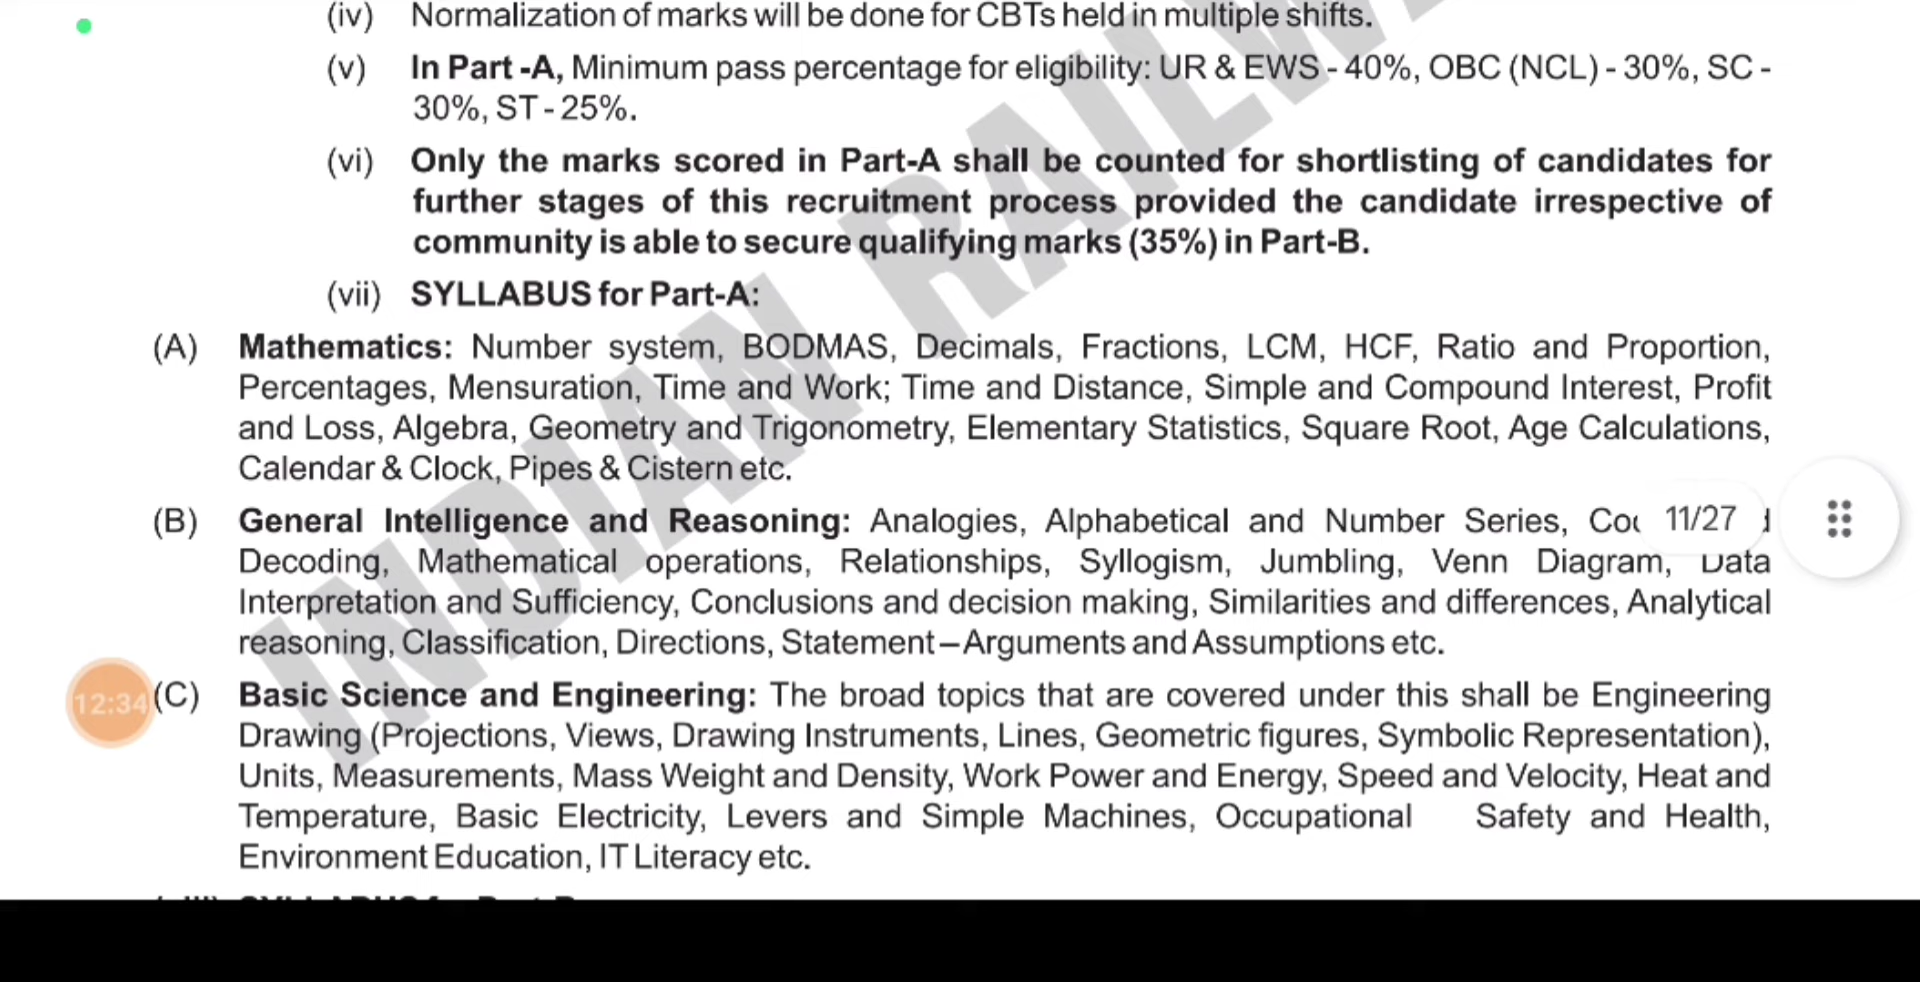 (iv) Normalization of marks will be done for CBTs held in multiple shifts.
(v) In Part -A, Minimum pass percentage for eligibility: UR & EWS - 40%, OBC (NCL) - 30%, SC -
30%, ST - 25%.
(vi) Only the marks scored in Part-A shall be counted for shortlisting of candidates for
further stages of this recruitment process provided the candidate irrespective of
community is able to secure qualifying marks (35%) in Part-B.
(vii) SYLLABUS for Part-A:
(A) Mathematics: Number system, BODMAS, Decimals, Fractions, LCM, HCF, Ratio and Proportion,
Percentages, Mensuration, Time and Work; Time and Distance, Simple and Compound Interest, Profit
and Loss, Algebra, Geometry and Trigonometry, Elementary Statistics, Square Root, Age Calculations,
Calendar & Clock, Pipes & Cistern etc.
(B) General Intelligence and Reasoning: Analogies, Alphabetical and Number Series, 11/27
Decoding, Mathematical operations, Relationships, Syllogism, Jumbling, Venn Diagram, Data
Interpretation and Sufficiency, Conclusions and decision making, Similarities and differences, Analytical
reasoning, Classification, Directions, Statement – Arguments and Assumptions etc.
12:34
(C) Basic Science and Engineering: The broad topics that are covered under this shall be Engineering
Drawing (Projections, Views, Drawing Instruments, Lines, Geometric figures, Symbolic Representation),
Units, Measurements, Mass Weight and Density, Work Power and Energy, Speed and Velocity, Heat and
Temperature, Basic Electricity, Levers and Simple Machines, Occupational Safety and Health,
Environment Education, IT Literacy etc.
INDIAN